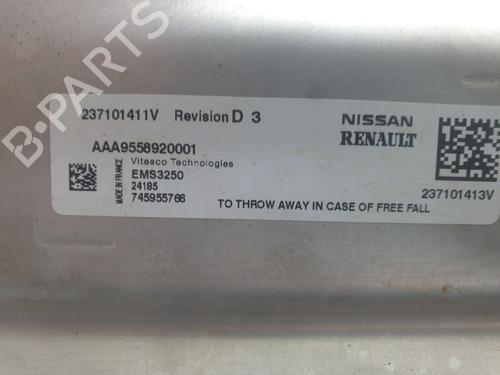 237101411V Revision D 3
NISSAN
RENAULT
AAA9558920001
Vitesco Technologies
MADE IN FRANCE
EMS3250
24185
745955766
237101413V
TO THROW AWAY IN CASE OF FREE FALL
B-PARTS